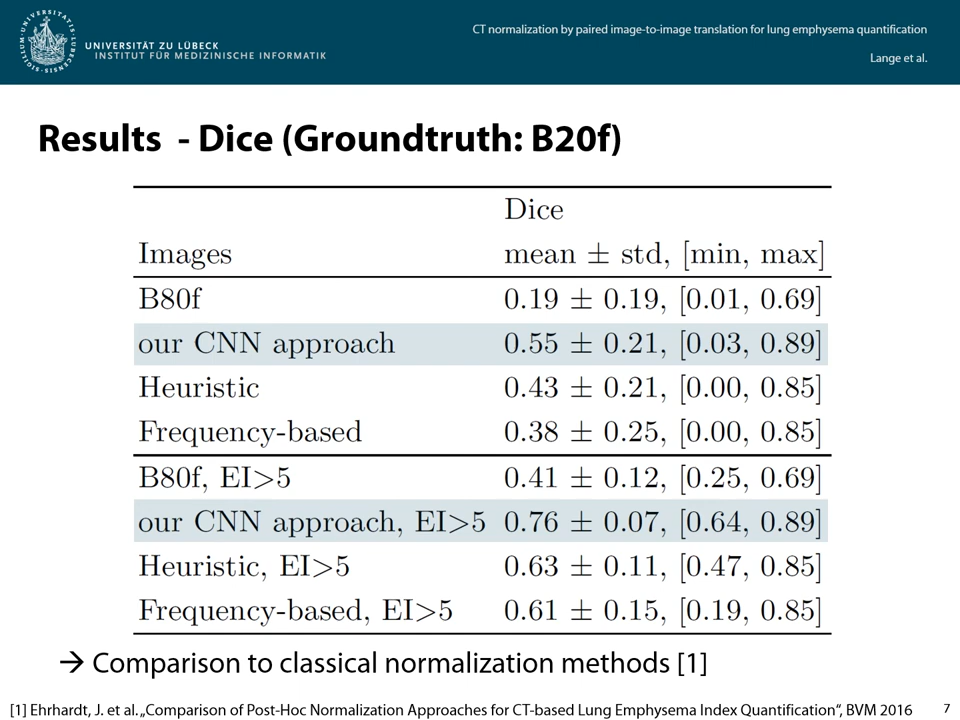 UNIVERSITÄT ZU LÜBECK
INSTITUT FÜR MEDIZINISCHE INFORMATIK
CT normalization by paired image-to-image translation for lung emphysema quantification
Lange et al.
Results - Dice (Groundtruth: B20f)
Dice
Images mean ± std, [min, max]
B80f 0.19 ± 0.19, [0.01, 0.69]
our CNN approach 0.55 ± 0.21, [0.03, 0.89]
Heuristic 0.43 ± 0.21, [0.00, 0.85]
Frequency-based 0.38 ± 0.25, [0.00, 0.85]
B80f, EI>5 0.41 ± 0.12, [0.25, 0.69]
our CNN approach, EI>5 0.76 ± 0.07, [0.64, 0.89]
Heuristic, EI>5 0.63 ± 0.11, [0.47, 0.85]
Frequency-based, EI>5 0.61 ± 0.15, [0.19, 0.85]
→ Comparison to classical normalization methods [1]
[1] Ehrhardt, J. et al. „Comparison of Post-Hoc Normalization Approaches for CT-based Lung Emphysema Index Quantification“, BVM 2016
7